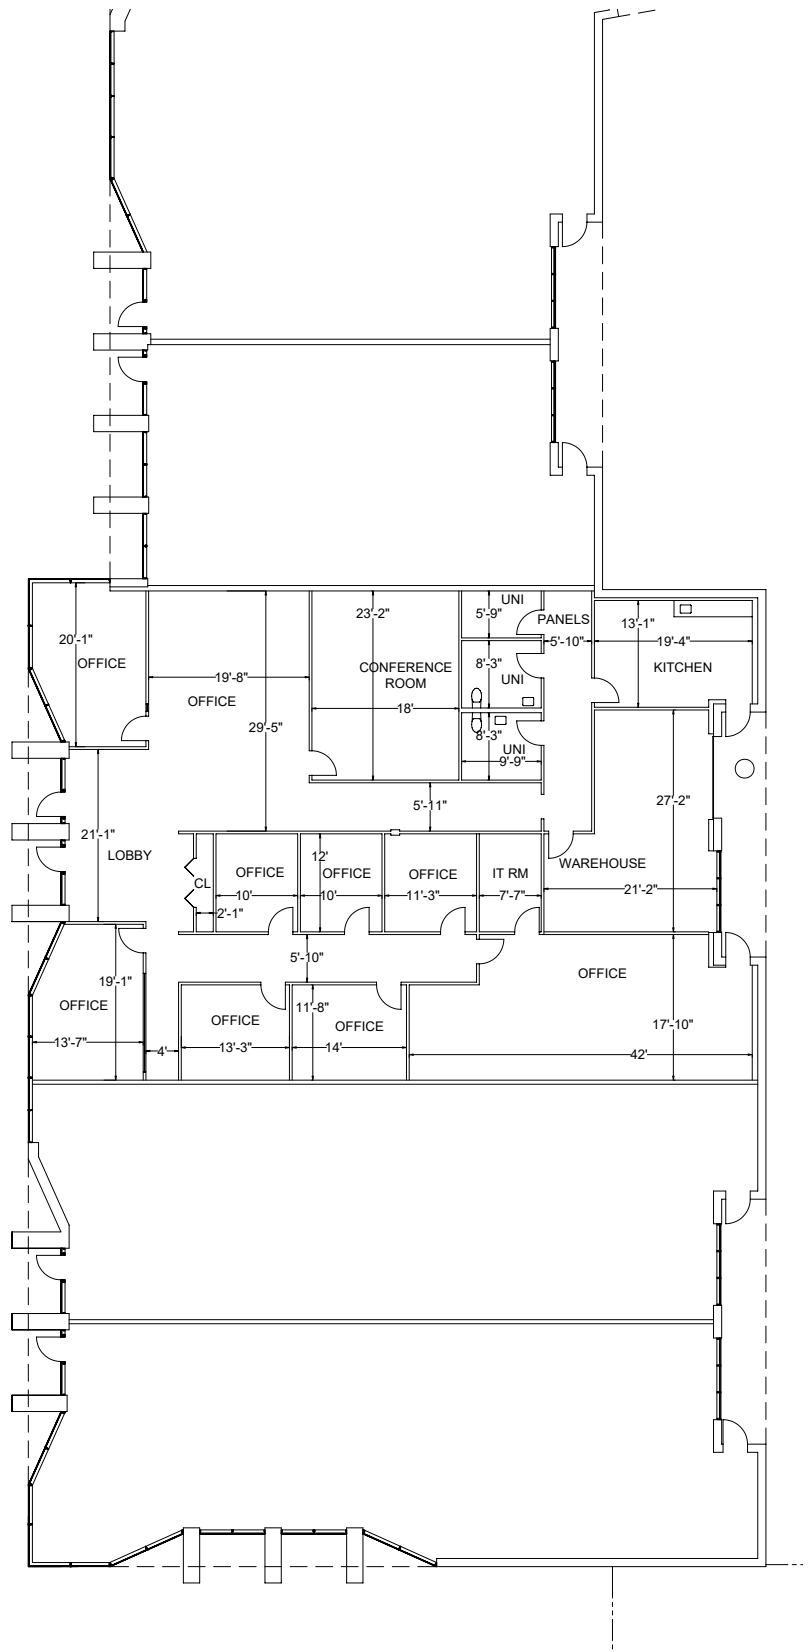 UNI
23'-2"
5'-9"
PANELS
13'-1"
20'-1"
5'-10"
19'-4"
OFFICE
8'-3"
CONFERENCE
ROOM
KITCHEN
19'-8"
UNI
OFFICE
18'
29'-5"
8'-3"
UNI
9'-9"
27'-2"
5'-11"
21'-1"
LOBBY
12'
WAREHOUSE
OFFICE
OFFICE
OFFICE
IT RM
CL
10'
10'
11'-3"
7'-7"
21'-2"
2'-1"
5'-10"
OFFICE
19'-1"
OFFICE
11'-8"
OFFICE
OFFICE
17'-10"
13'-7"
4'
13'-3"
14'
42'